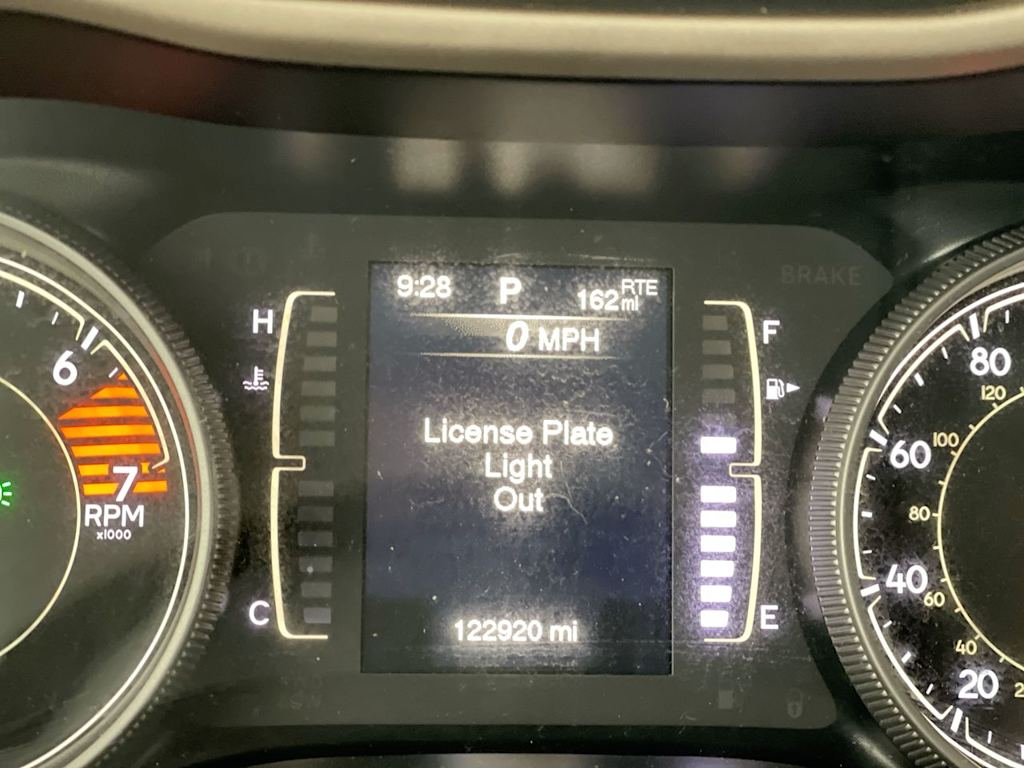 BRAKE
9:28 P 162 RTE mi
0 MPH
H
F
License Plate
Light
Out
C
E
122920 mi
6
7
RPM
x1000
80
120
60
100
80
40
60
40
20